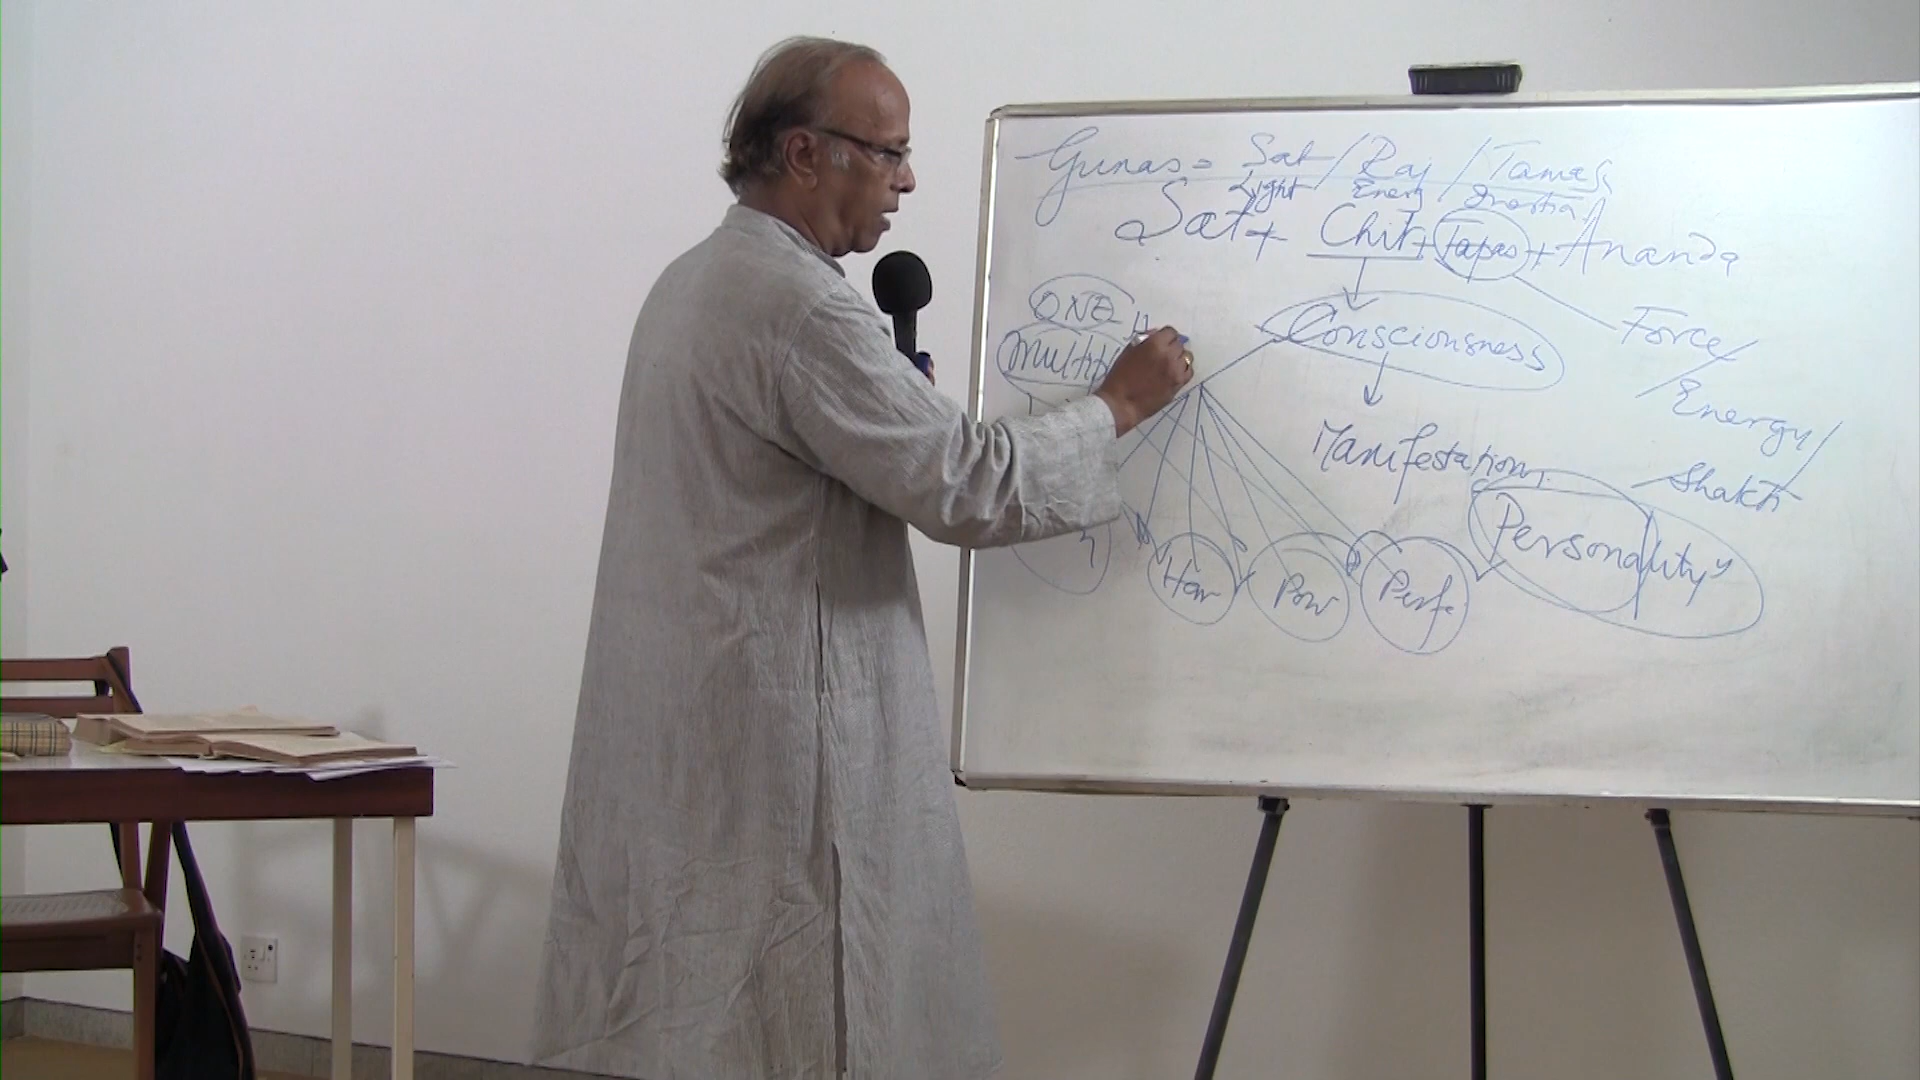 Gunas = Sat / Raj / Tamas
Light Energ Inertia
Sat + Chit + Tapas + Ananda
ONE
Consciousness
Force /
Energy /
Shakti
Manifestation
Personality
Har
Pow
Perfe